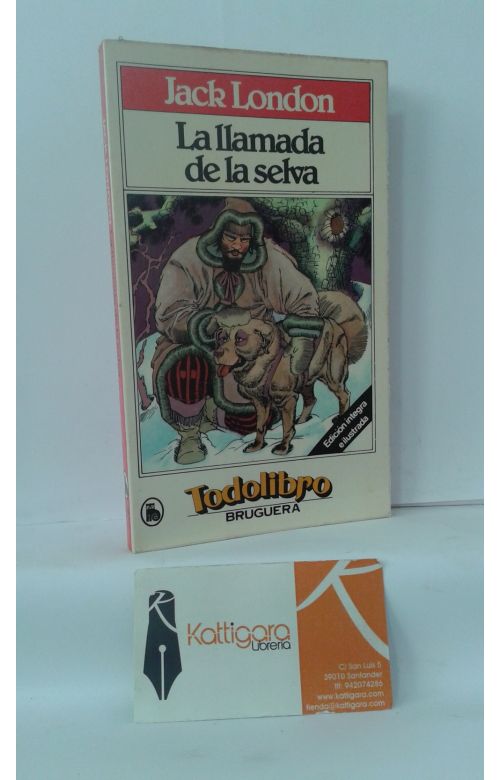 Jack London
La llamada
de la selva
Edición íntegra
e ilustrada
Todolibro
BRUGUERA
Kattigara
Librería
C/ San Luis 5
39010 Santander
tlf: 942074286
www.kattigara.com
tienda@kattigara.com